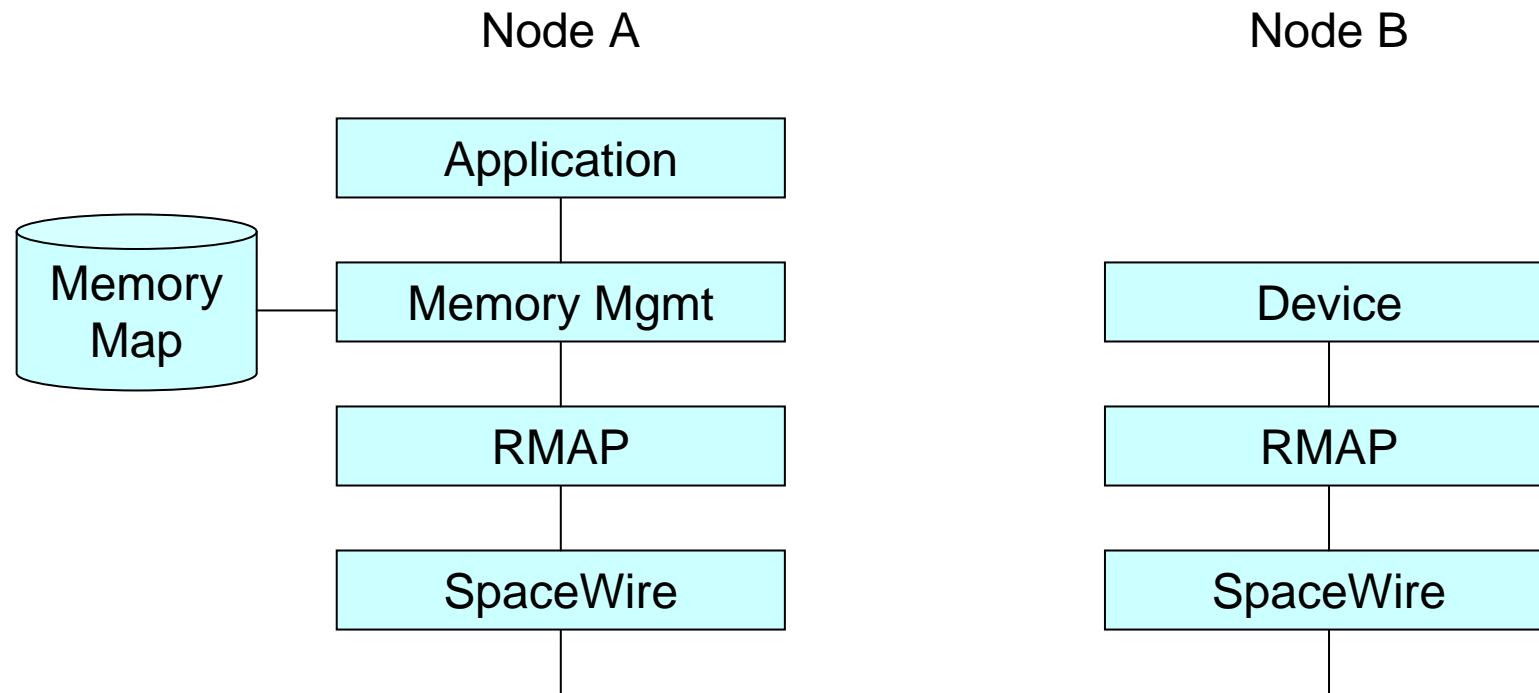 Node A
Node B
Application
Memory
Map
Memory Mgmt
Device
RMAP
RMAP
SpaceWire
SpaceWire